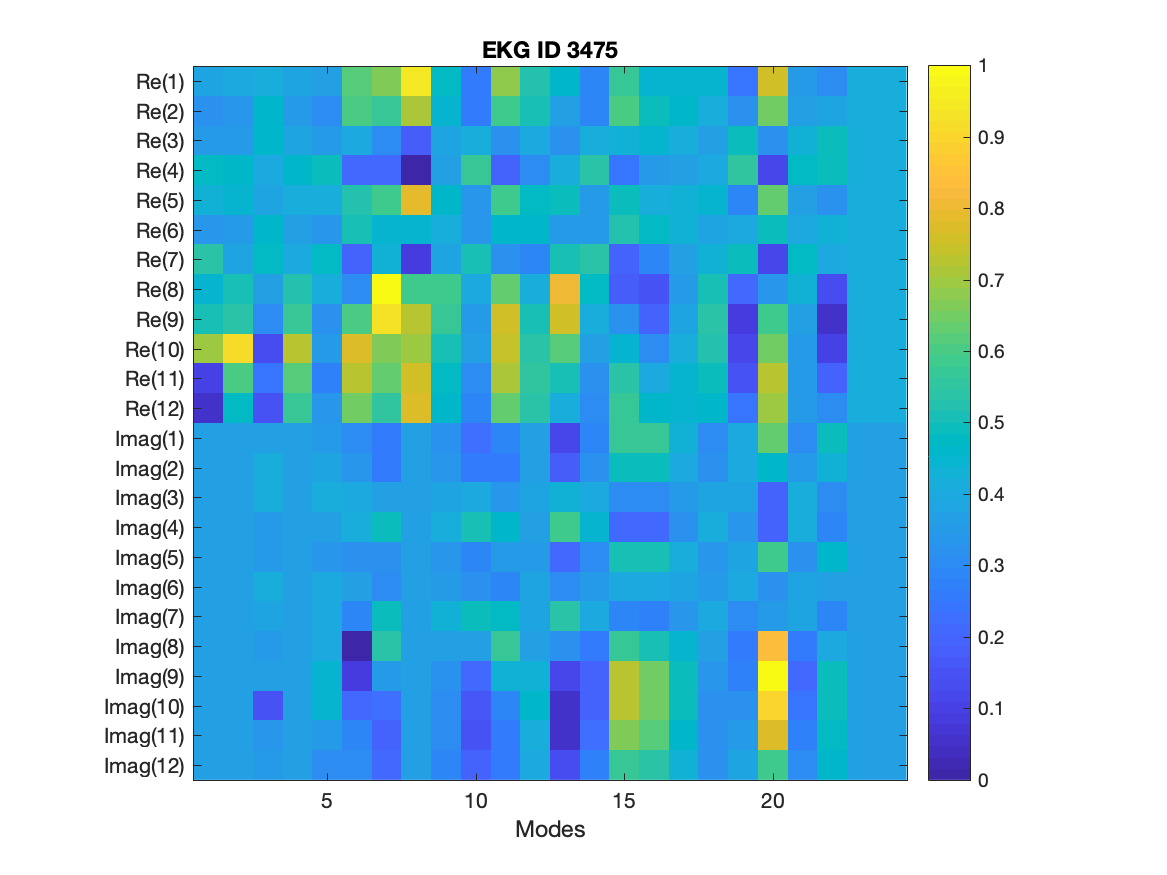 EKG ID 3475
Re(1)
Re(2)
Re(3)
Re(4)
Re(5)
Re(6)
Re(7)
Re(8)
Re(9)
Re(10)
Re(11)
Re(12)
Imag(1)
Imag(2)
Imag(3)
Imag(4)
Imag(5)
Imag(6)
Imag(7)
Imag(8)
Imag(9)
Imag(10)
Imag(11)
Imag(12)
5 10 15 20
Modes
1
0.9
0.8
0.7
0.6
0.5
0.4
0.3
0.2
0.1
0